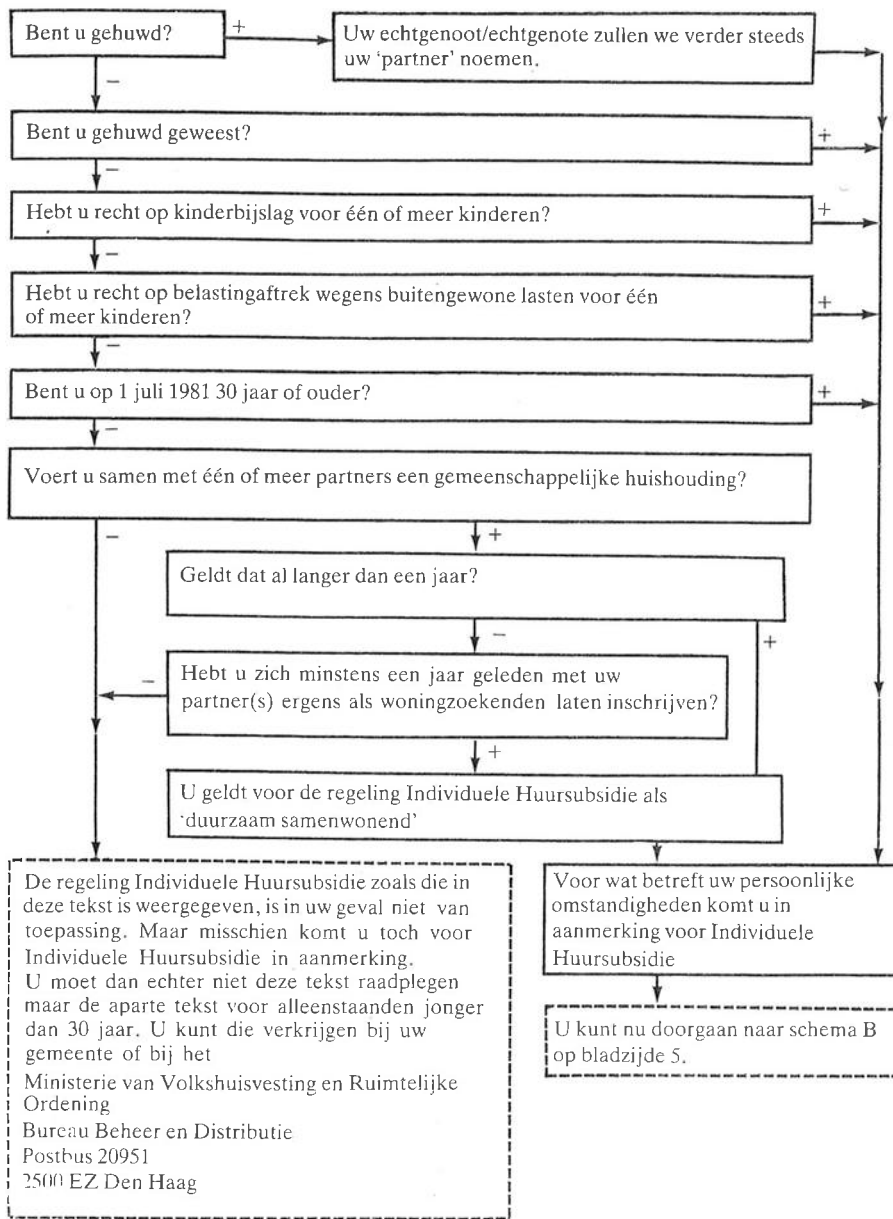 Bent u gehuwd?
+
Uw echtgenoot/echtgenote zullen we verder steeds
uw ‘partner’ noemen.
–
Bent u gehuwd geweest?
+
–
Hebt u recht op kinderbijslag voor één of meer kinderen?
+
–
Hebt u recht op belastingaftrek wegens buitengewone lasten voor één
of meer kinderen?
+
–
Bent u op 1 juli 1981 30 jaar of ouder?
+
–
Voert u samen met één of meer partners een gemeenschappelijke huishouding?
–
+
Geldt dat al langer dan een jaar?
–
+
Hebt u zich minstens een jaar geleden met uw
partner(s) ergens als woningzoekenden laten inschrijven?
–
+
U geldt voor de regeling Individuele Huursubsidie als
‘duurzaam samenwonend’
De regeling Individuele Huursubsidie zoals die in
deze tekst is weergegeven, is in uw geval niet van
toepassing. Maar misschien komt u toch voor
Individuele Huursubsidie in aanmerking.
U moet dan echter niet deze tekst raadplegen
maar de aparte tekst voor alleenstaanden jonger
dan 30 jaar. U kunt die verkrijgen bij uw
gemeente of bij het
Ministerie van Volkshuisvesting en Ruimtelijke
Ordening
Bureau Beheer en Distributie
Postbus 20951
2500 EZ Den Haag
Voor wat betreft uw persoonlijke
omstandigheden komt u in
aanmerking voor Individuele
Huursubsidie
U kunt nu doorgaan naar schema B
op bladzijde 5.